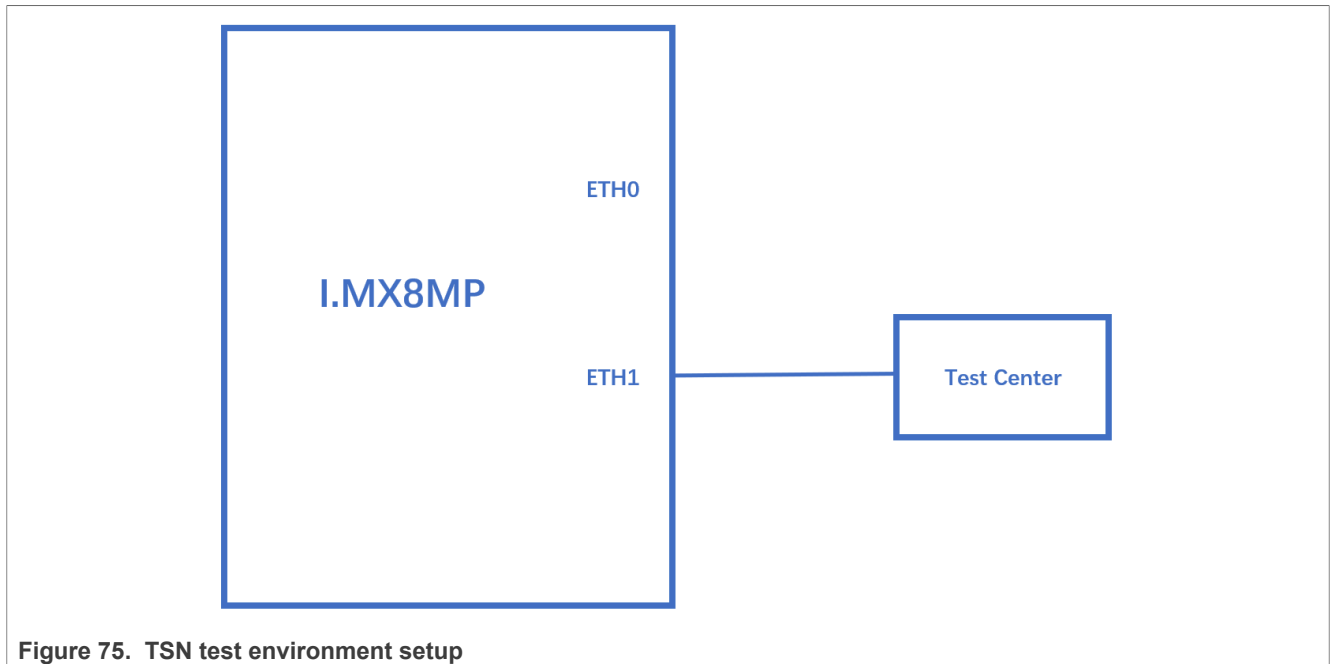 ETH0
I.MX8MP
ETH1
Test Center
Figure 75. TSN test environment setup